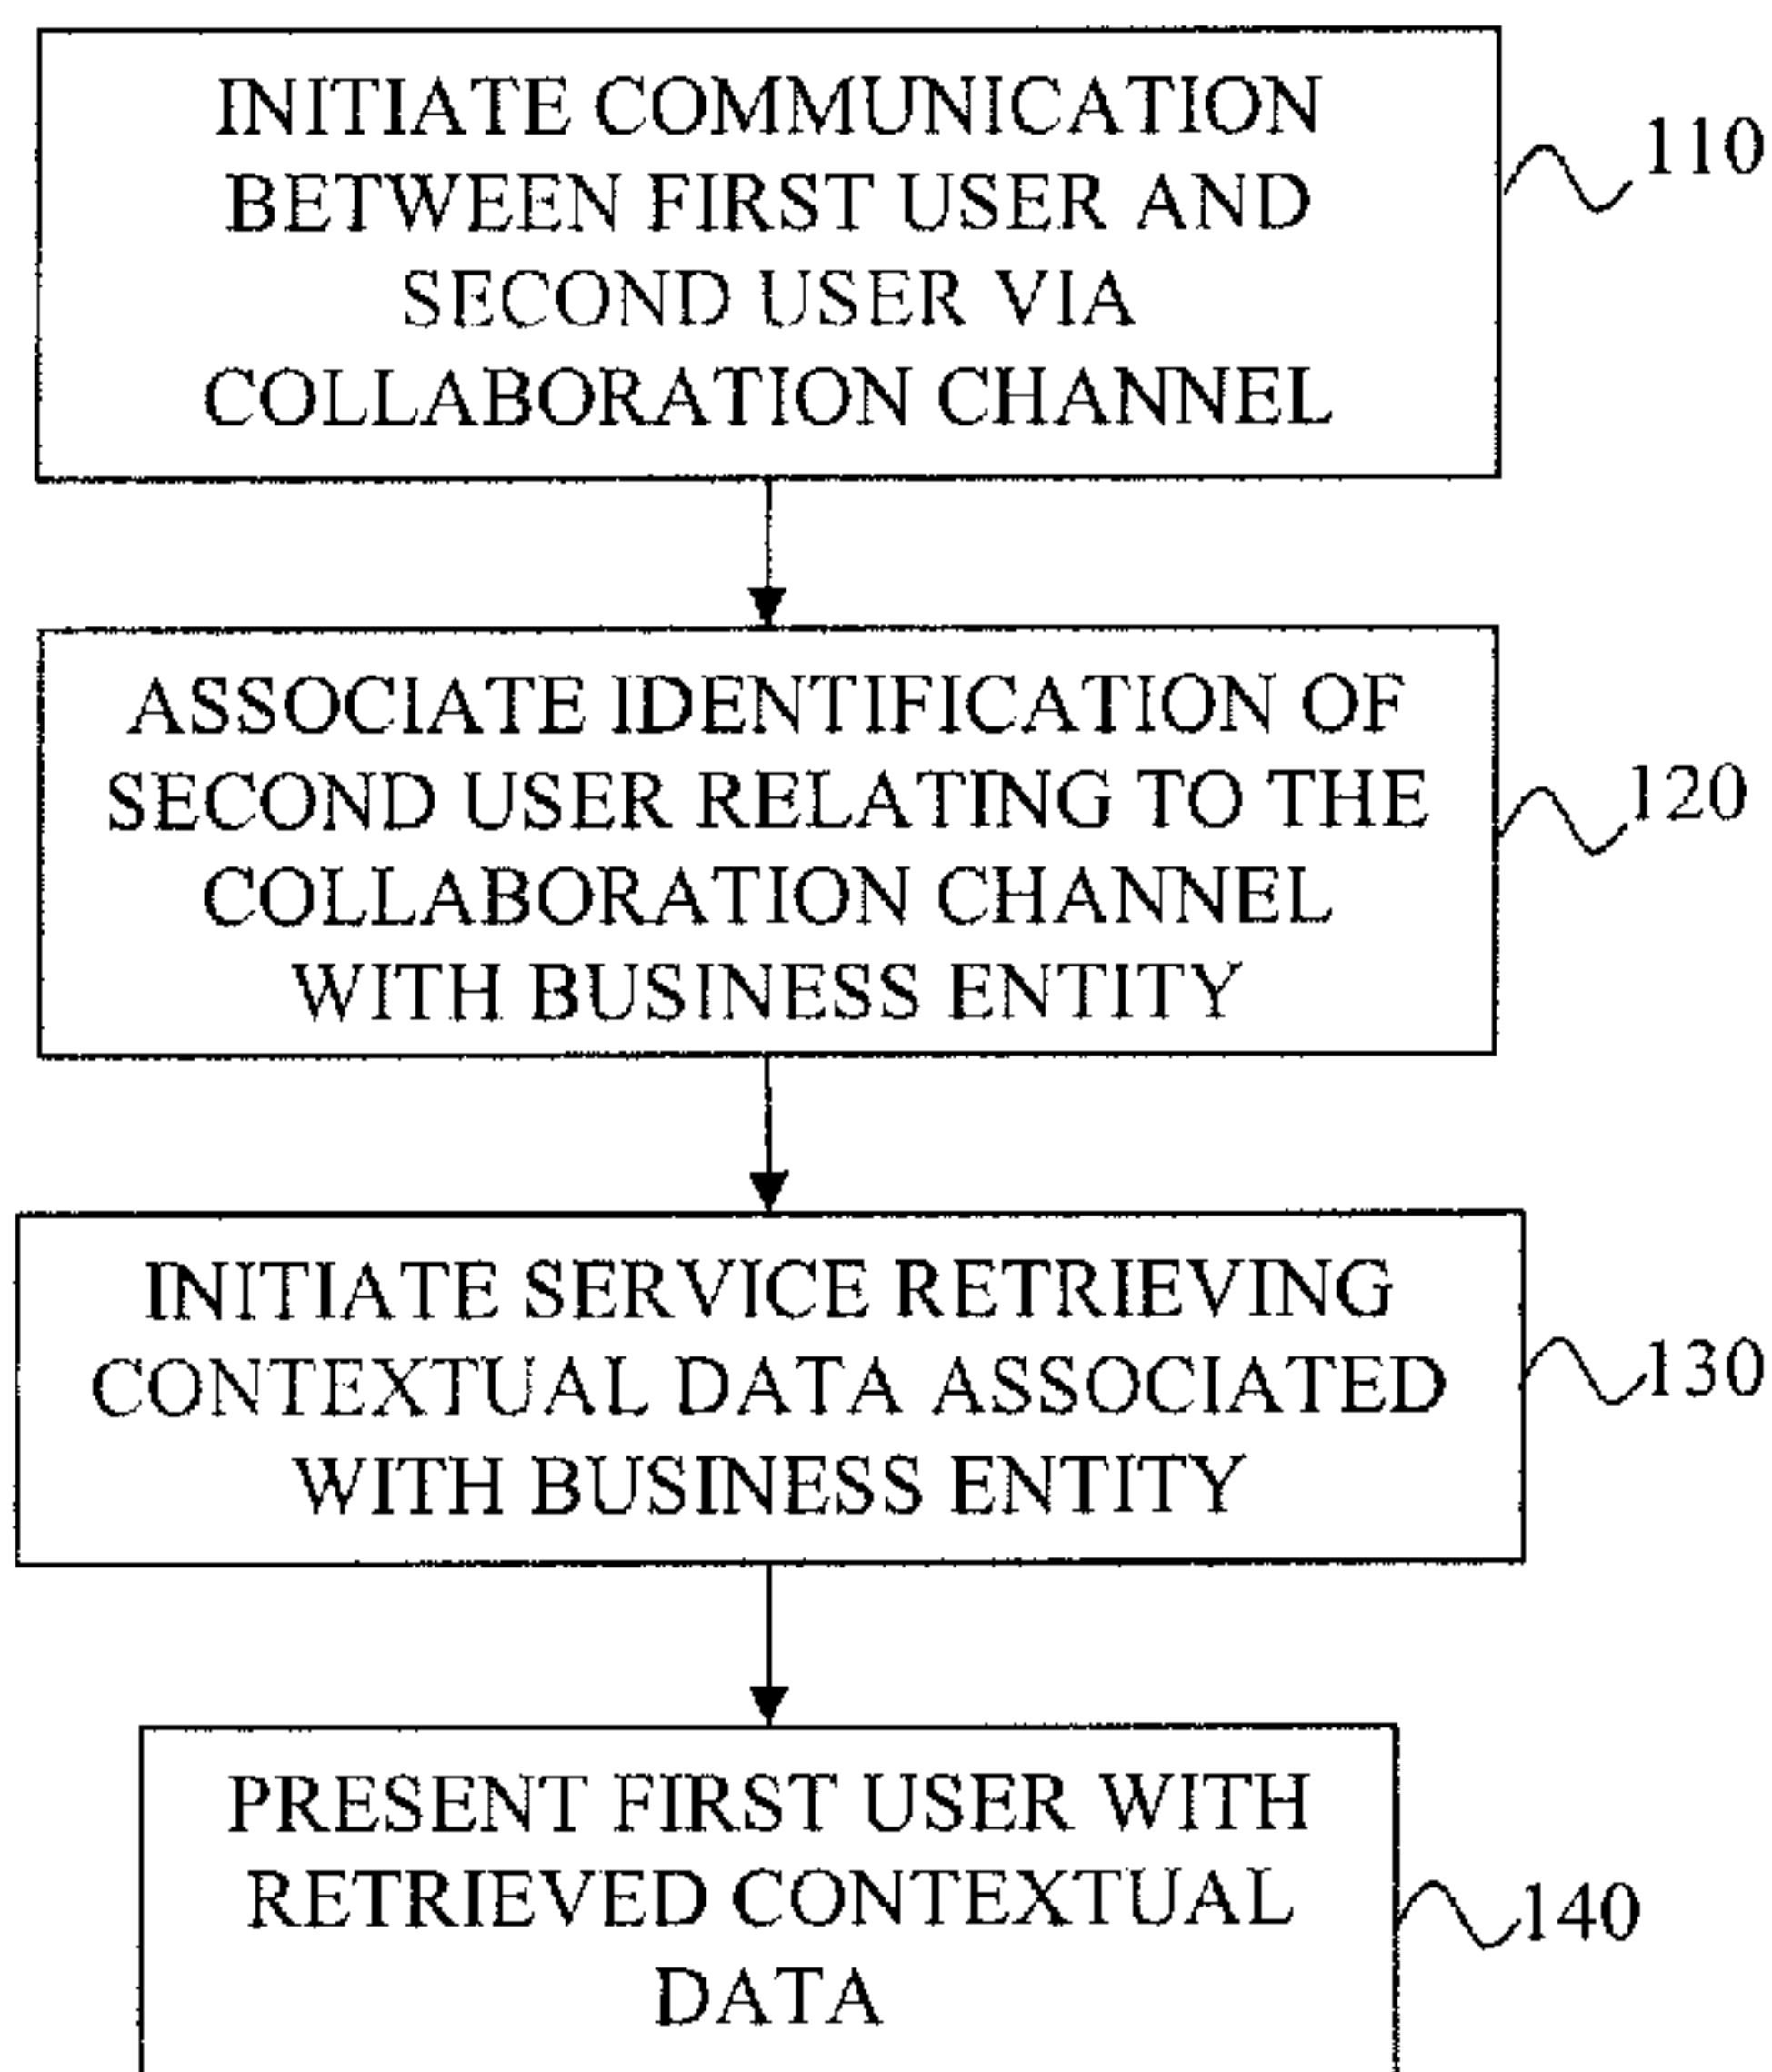 INITIATE COMMUNICATION
BETWEEN FIRST USER AND
SECOND USER VIA
COLLABORATION CHANNEL
110
ASSOCIATE IDENTIFICATION OF
SECOND USER RELATING TO THE
COLLABORATION CHANNEL
WITH BUSINESS ENTITY
120
INITIATE SERVICE RETRIEVING
CONTEXTUAL DATA ASSOCIATED
WITH BUSINESS ENTITY
130
PRESENT FIRST USER WITH
RETRIEVED CONTEXTUAL
DATA
140